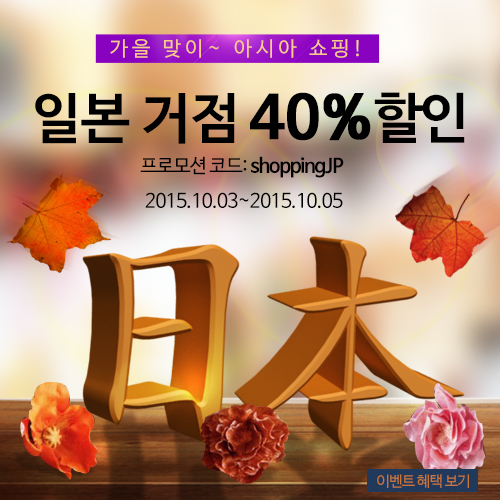 가을 맞이~ 아시아 쇼핑!
일본 거점 40% 할인
프로모션 코드: shoppingJP
2015.10.03~2015.10.05
日本
이벤트 혜택 보기